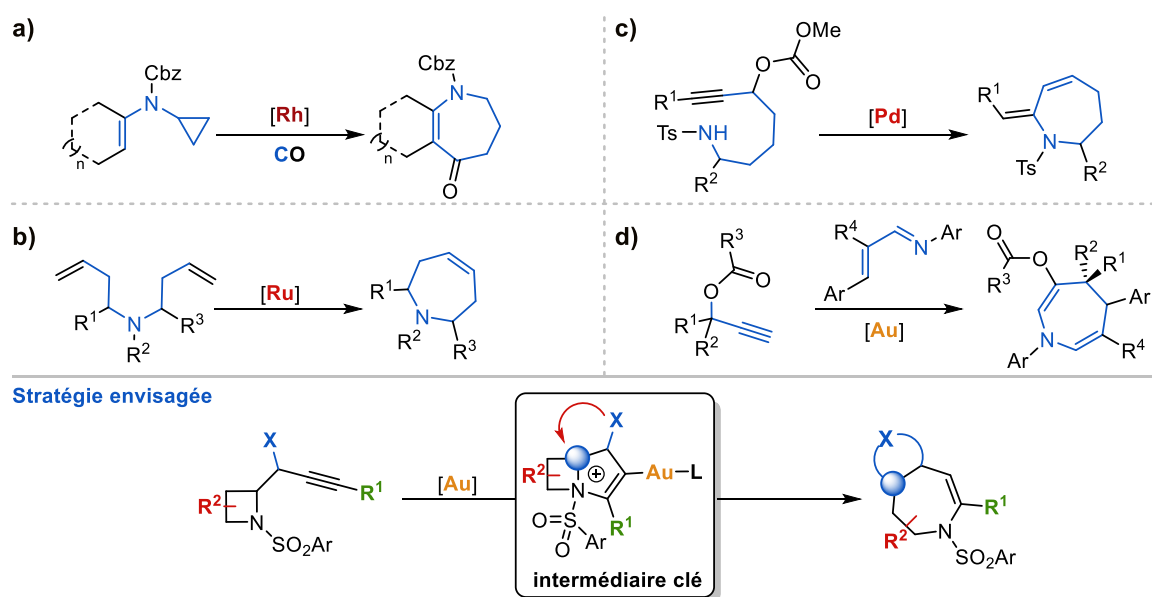 a)
Cbz
N
n
[Rh]
CO
Cbz
N
n
O
c)
OMe
O
O
R1
Ts
NH
R2
[Pd]
R1
N
Ts
R2
b)
R1
N
R3
R2
[Ru]
R1
N
R2
R3
d)
R3
O
O
R1
R2
R4
N
Ar
Ar
[Au]
O
O
R3
R2
R1
Ar
N
R4
Ar
Stratégie envisagée
X
R2
R1
N
SO2Ar
[Au]
X
R2
+
Au
L
N
O
S
R1
O
Ar
intermédiaire clé
X
R1
R2
N
SO2Ar